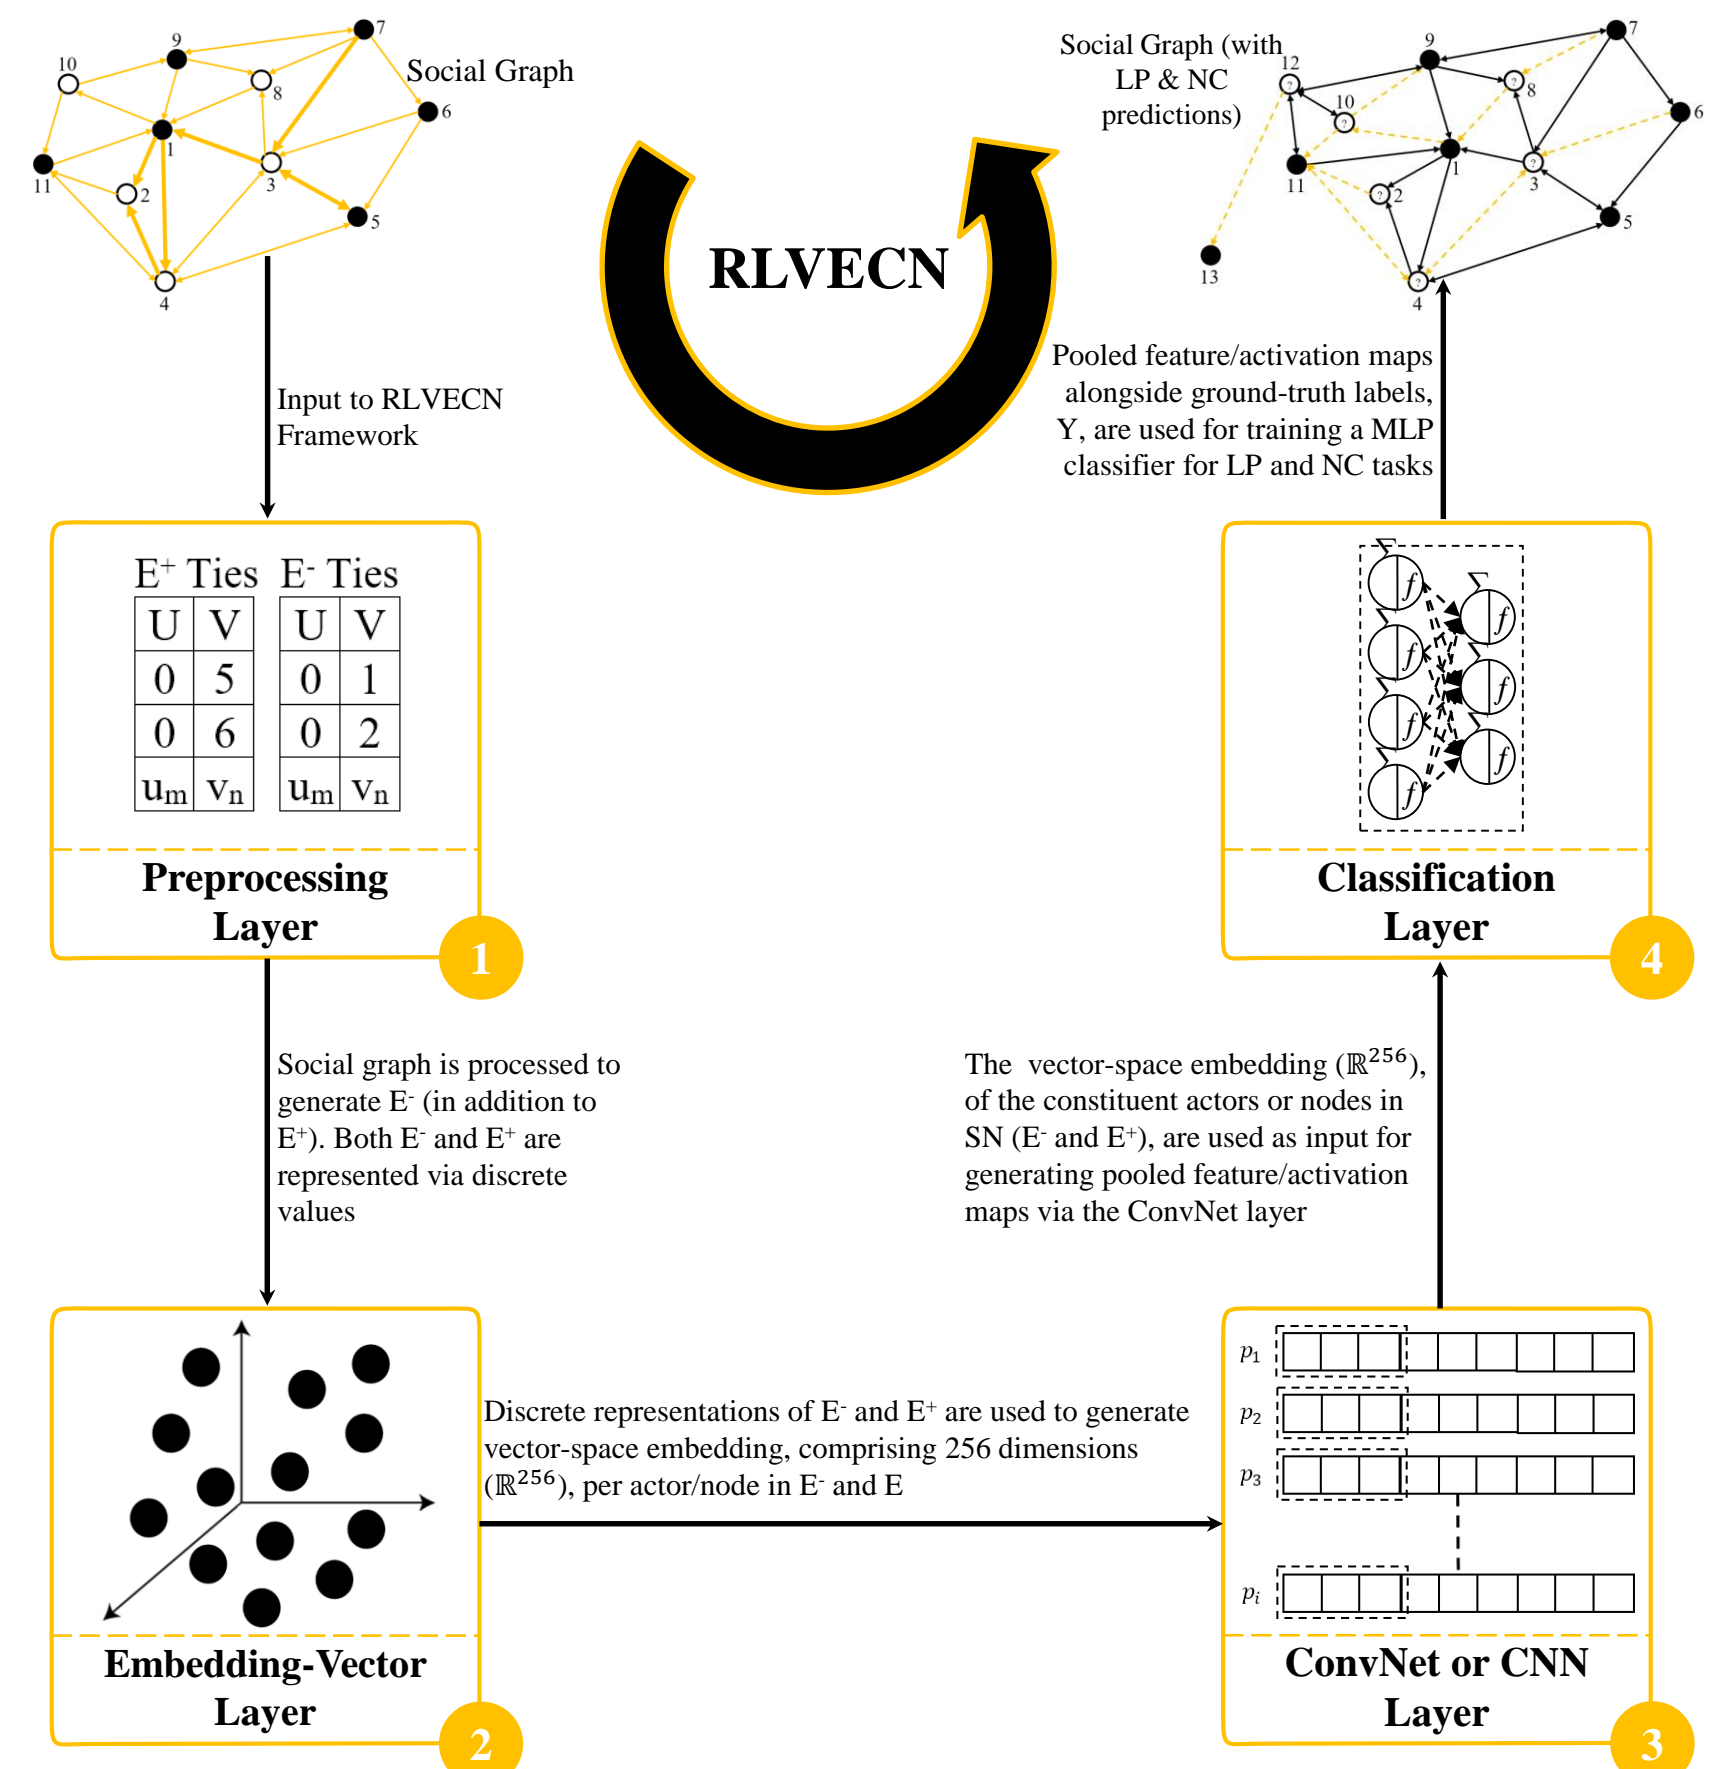 7
9
10
Social Graph
8
6
1
11
2
3
5
4
RLVECN
Social Graph (with
LP & NC
predictions)
7
9
12
? 8
?
10
?
6
1
11
? 3
? 2
5
13
?
4
Input to RLVECN
Framework
Pooled feature/activation maps
alongside ground-truth labels,
Y, are used for training a MLP
classifier for LP and NC tasks
E⁺ Ties E⁻ Ties
U V U V
0 5 0 1
0 6 0 2
uₘ vₙ uₘ vₙ
Preprocessing
Layer
1
Σ f
Σ f
Σ f
Σ f
Σ f
Σ f
Σ f
Classification
Layer
4
Social graph is processed to
generate E⁻ (in addition to
E⁺). Both E⁻ and E⁺ are
represented via discrete
values
The vector-space embedding (ℝ²⁵⁶),
of the constituent actors or nodes in
SN (E⁻ and E⁺), are used as input for
generating pooled feature/activation
maps via the ConvNet layer
Embedding-Vector
Layer
2
Discrete representations of E⁻ and E⁺ are used to generate
vector-space embedding, comprising 256 dimensions
(ℝ²⁵⁶), per actor/node in E⁻ and E
p₁
p₂
p₃
pᵢ
ConvNet or CNN
Layer
3